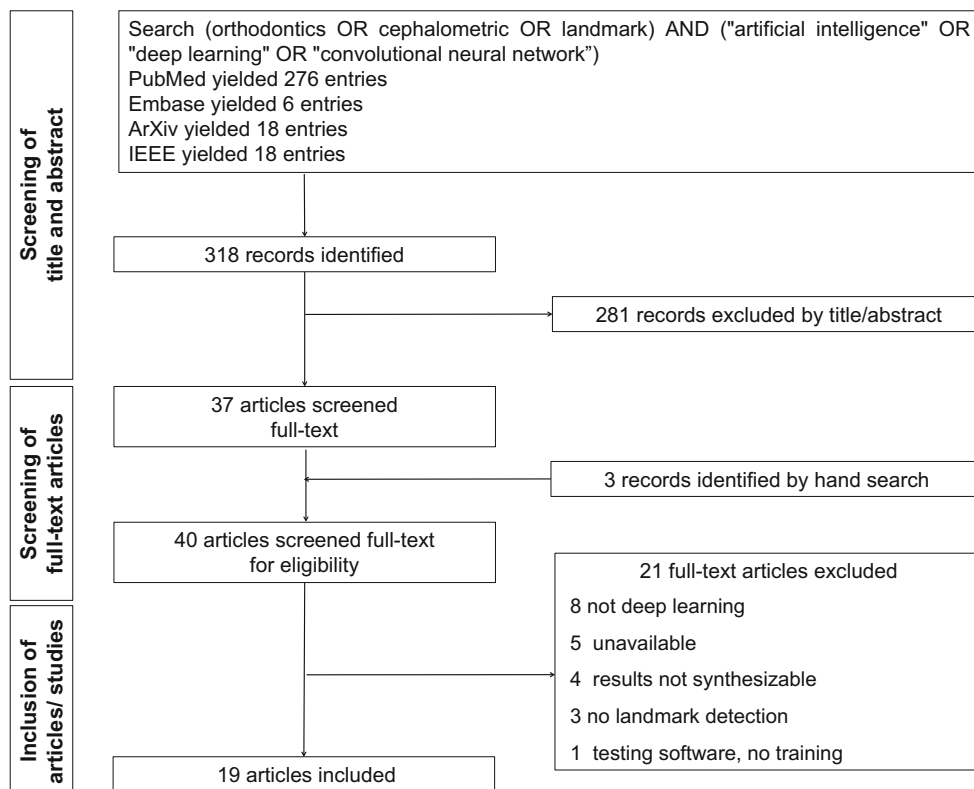 Screening of
title and abstract
Search (orthodontics OR cephalometric OR landmark) AND ("artificial intelligence" OR
"deep learning" OR "convolutional neural network”)
PubMed yielded 276 entries
Embase yielded 6 entries
ArXiv yielded 18 entries
IEEE yielded 18 entries
318 records identified
281 records excluded by title/abstract
Screening of
full-text articles
37 articles screened
full-text
3 records identified by hand search
40 articles screened full-text
for eligibility
Inclusion of
articles/ studies
21 full-text articles excluded
8 not deep learning
5 unavailable
4 results not synthesizable
3 no landmark detection
1 testing software, no training
19 articles included